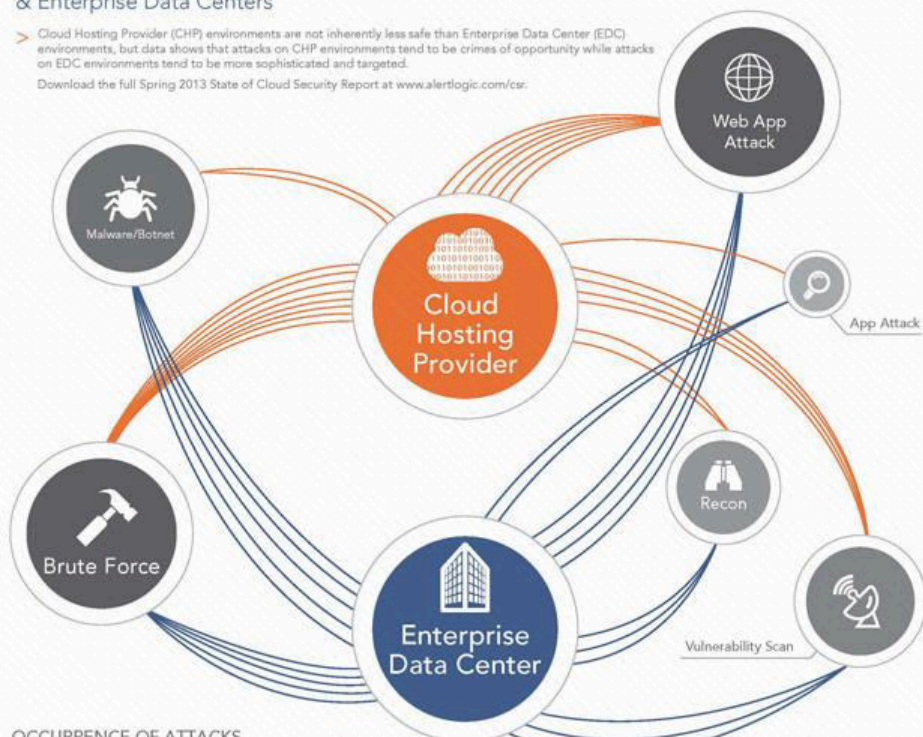 & Enterprise Data Centers
> Cloud Hosting Provider (CHP) environments are not inherently less safe than Enterprise Data Center (EDC)
environments, but data shows that attacks on CHP environments tend to be crimes of opportunity while attacks
on EDC environments tend to be more sophisticated and targeted.
Download the full Spring 2013 State of Cloud Security Report at www.alertlogic.com/csr.
Web App
Attack
Malware/Botnet
Cloud
Hosting
Provider
App Attack
Recon
Brute Force
Enterprise
Data Center
Vulnerability Scan
OCCURRENCE OF ATTACKS